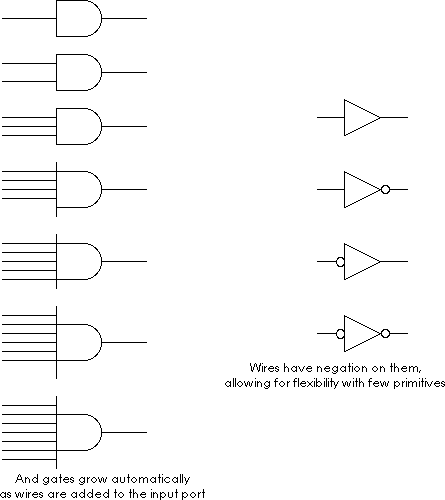 Wires have negation on them,
allowing for flexibility with few primitives
And gates grow automatically
as wires are added to the input port